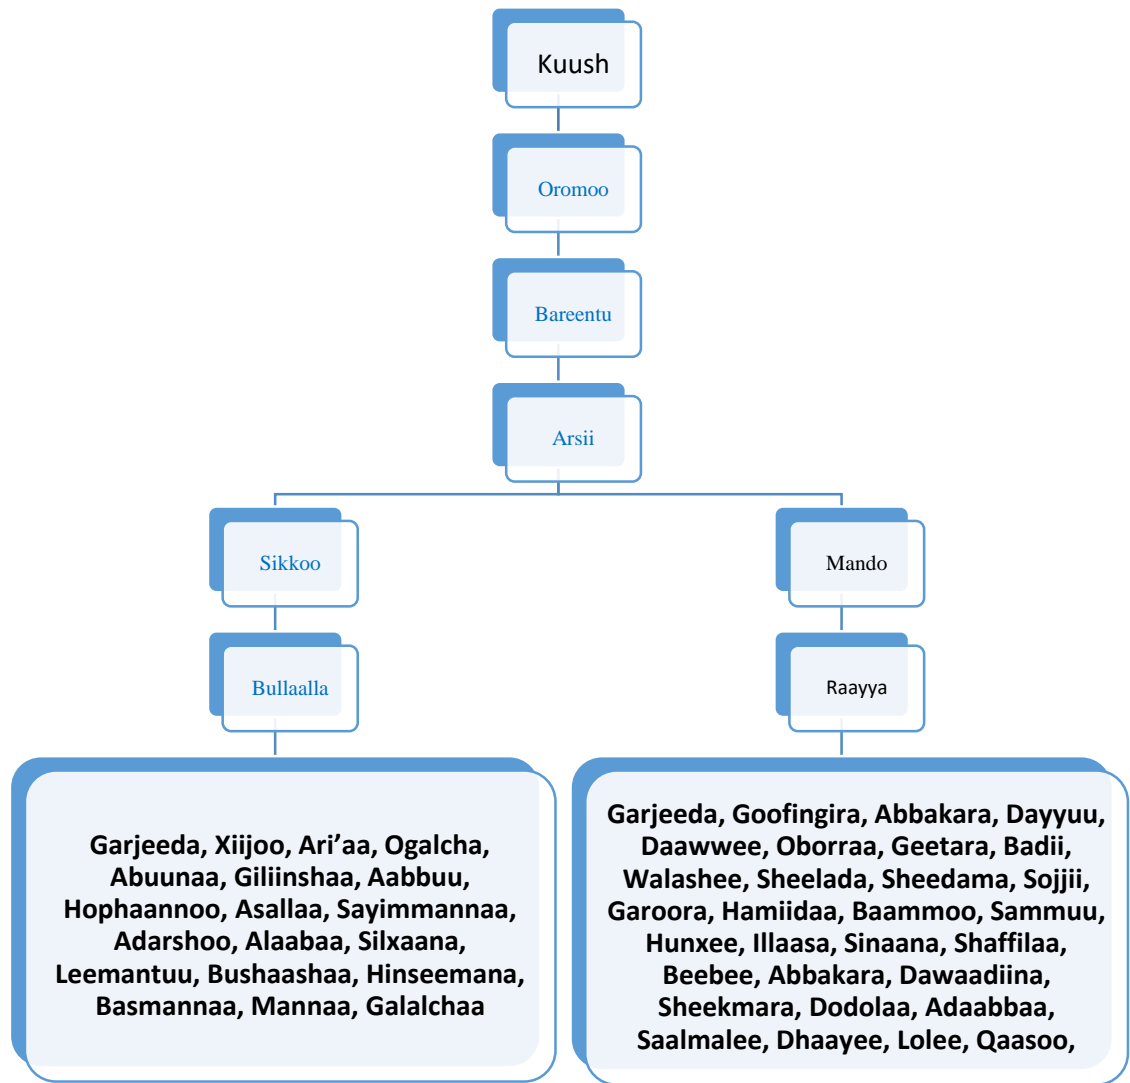 Kuush
Oromoo
Bareentu
Arsii
Sikkoo
Mando
Bullaalla
Raayya
Garjeeda, Xiijoo, Ari’aa, Ogalcha,
Abuunaa, Giliinshaa, Aabbuu,
Hophaannoo, Asallaa, Sayimmannaa,
Adarshoo, Alaabaa, Silxaana,
Leemantuu, Bushaashaa, Hinseemana,
Basmannaa, Mannaa, Galalchaa
Garjeeda, Goofingira, Abbakara, Dayyuu,
Daawwee, Oborraa, Geetara, Badii,
Walashee, Sheelada, Sheedama, Sojjii,
Garoora, Hamiidaa, Baammoo, Sammuu,
Hunxee, Illaasa, Sinaana, Shaffilaa,
Beebee, Abbakara, Dawaadiina,
Sheekmara, Dodolaa, Adaabbaa,
Saalmalee, Dhaayee, Lolee, Qaasoo,